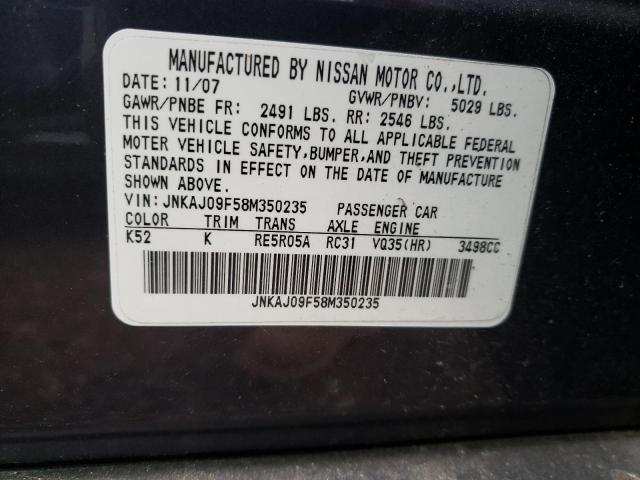 MANUFACTURED BY NISSAN MOTOR CO.,LTD.
DATE: 11/07 GVWR/PNBV: 5029 LBS.
GAWR/PNBE FR: 2491 LBS. RR: 2546 LBS.
THIS VEHICLE CONFORMS TO ALL APPLICABLE FEDERAL
MOTOR VEHICLE SAFETY,BUMPER,AND THEFT PREVENTION
STANDARDS IN EFFECT ON THE DATE OF MANUFACTURE
SHOWN ABOVE.
VIN: JNKAJ09F58M350235 PASSENGER CAR
COLOR TRIM TRANS AXLE ENGINE
K52 K RE5R05A RC31 VQ35(HR) 3498CC
JNKAJ09F58M350235